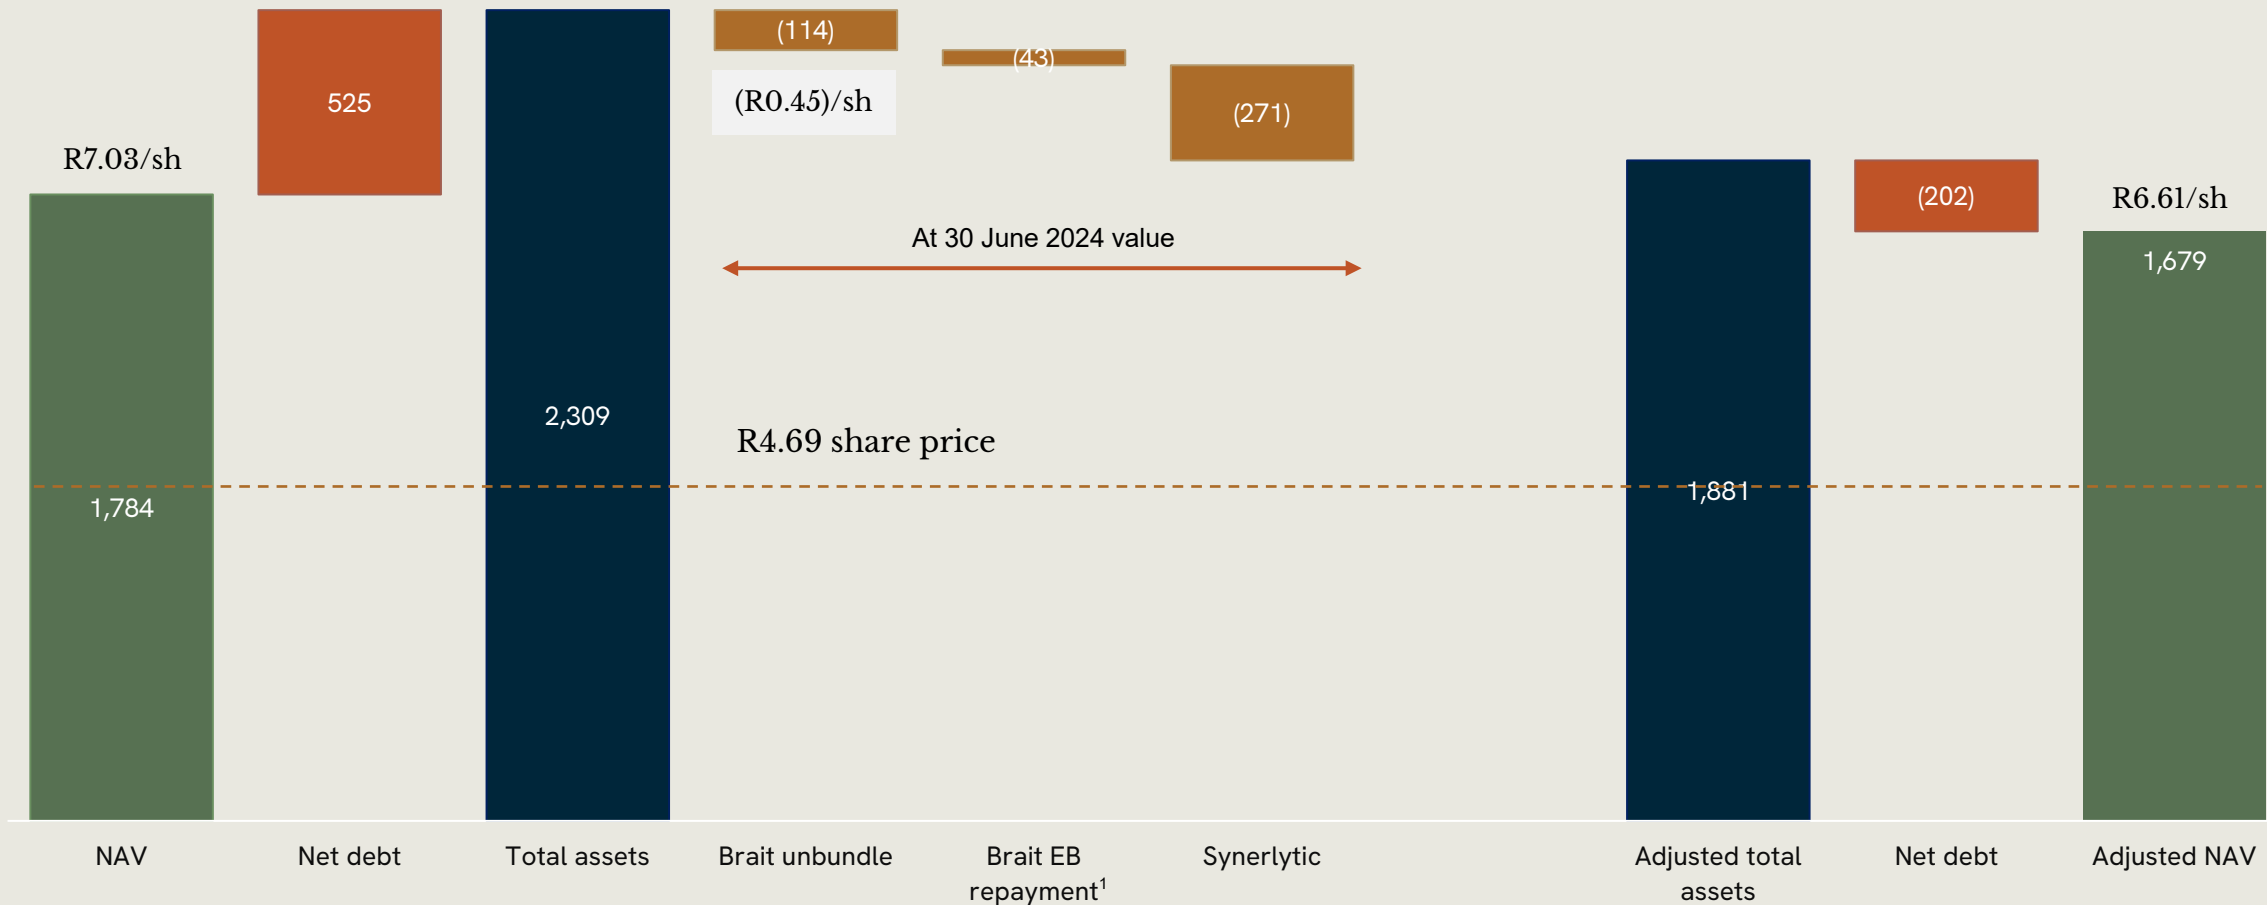 (114)
(43)
525
(R0.45)/sh
(271)
R7.03/sh
(202)
R6.61/sh
At 30 June 2024 value
1,679
2,309
R4.69 share price
1,784
1,881
NAV
Net debt
Total assets
Brait unbundle
Brait EB
repayment¹
Synerlytic
Adjusted total
assets
Net debt
Adjusted NAV